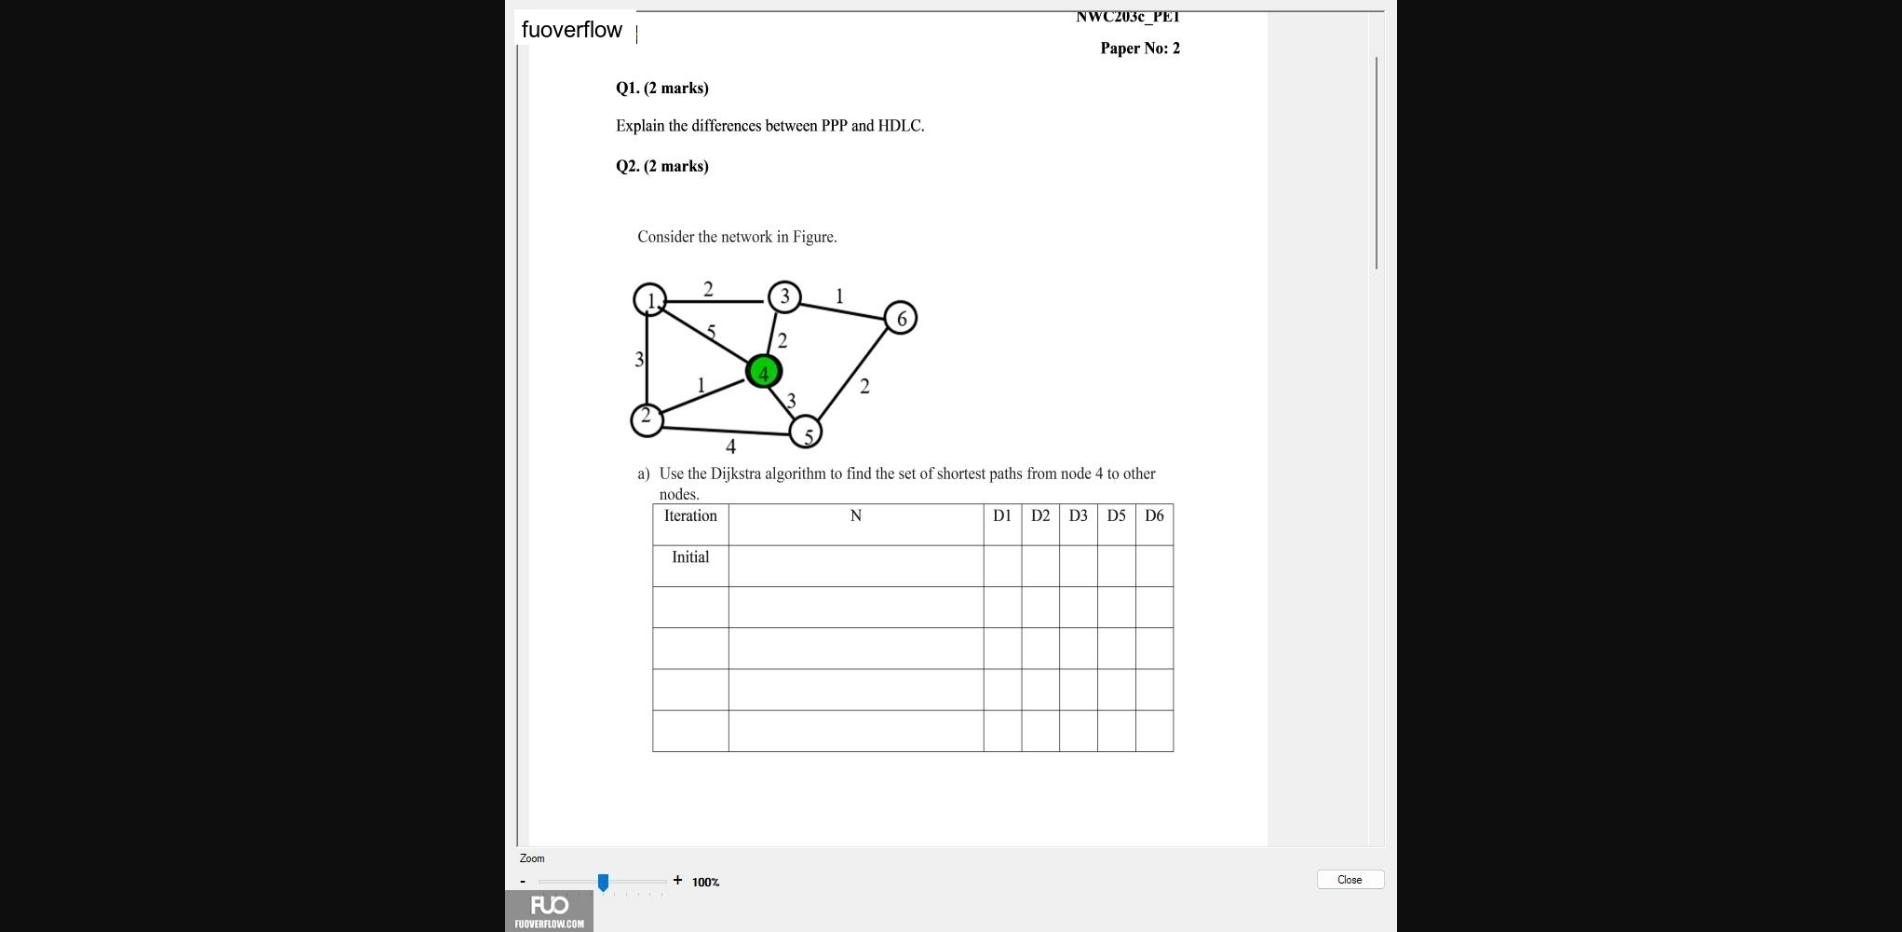 fuoverflow
NWC203c_PE1
Paper No: 2
Q1. (2 marks)
Explain the differences between PPP and HDLC.
Q2. (2 marks)
Consider the network in Figure.
1
2
3
1
6
5
2
3
4
1
3
2
2
5
4
a) Use the Dijkstra algorithm to find the set of shortest paths from node 4 to other
nodes.
Iteration N D1 D2 D3 D5 D6
Initial
Zoom
- + 100%
Close
FUO
FUOVERFLOW.COM